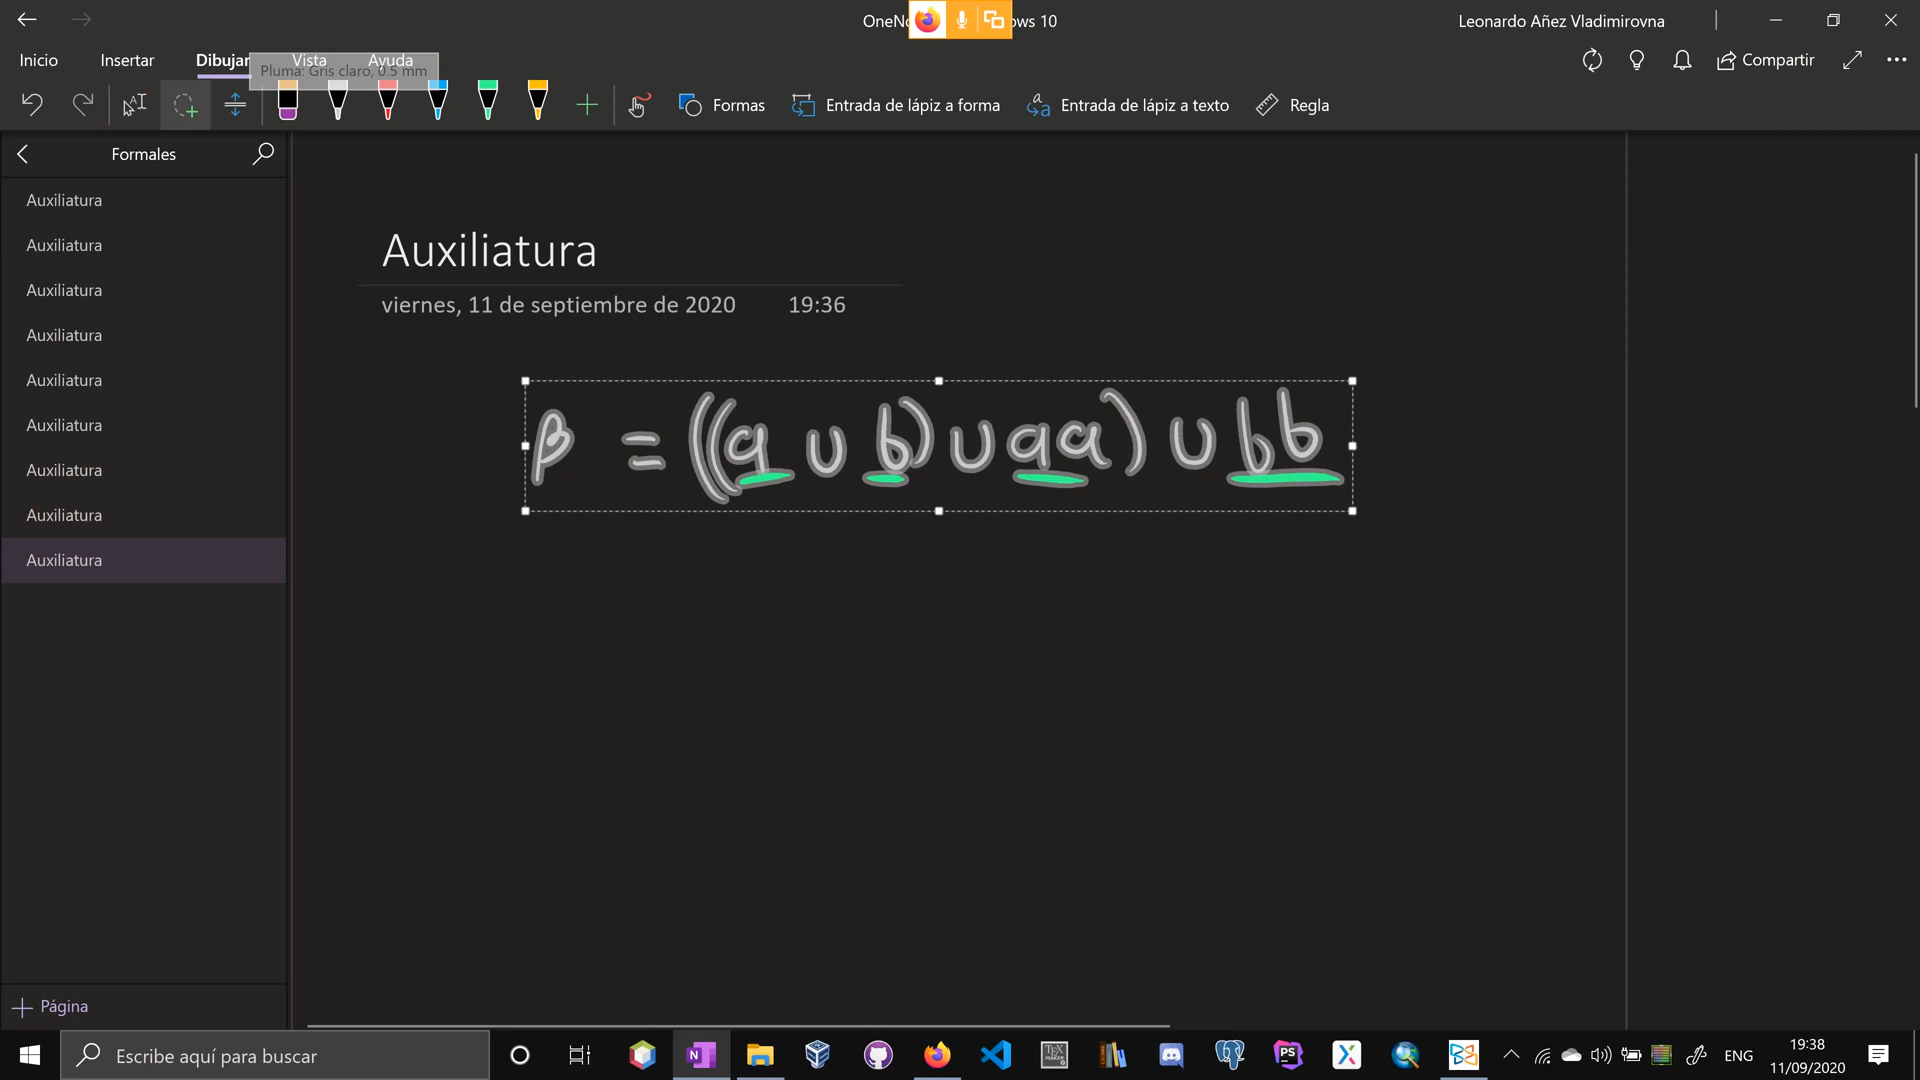 OneNo
ows 10
Leonardo Añez Vladimirovna
Inicio
Insertar
Dibujar
Vista
Ayuda
Compartir
Pluma: Gris claro, 0.5 mm
Formas
Entrada de lápiz a forma
Entrada de lápiz a texto
Regla
Formales
Auxiliatura
Auxiliatura
Auxiliatura
Auxiliatura
Auxiliatura
Auxiliatura
Auxiliatura
Auxiliatura
Auxiliatura
Auxiliatura
viernes, 11 de septiembre de 2020 19:36
β = ((a ∪ b) ∪ aa) ∪ bb
Página
Escribe aquí para buscar
ENG
19:38
11/09/2020